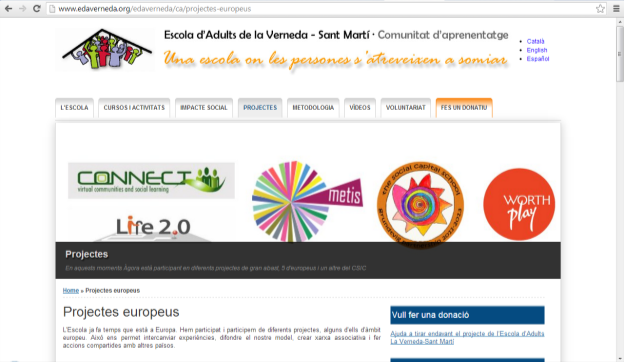 www.edaverneda.org/edaverneda/ca/projectes-europeus
Escola d'Adults de la Verneda - Sant Martí · Comunitat d'aprenentatge
Una escola on les persones s'atreveixen a somiar
Català
English
Español
L'ESCOLA CURSOS I ACTIVITATS IMPACTE SOCIAL PROJECTES METODOLOGIA VÍDEOS VOLUNTARIAT FES UN DONATIU
CONNECT
virtual communities and social learning
Life 2.0
metis
the social capital school
WORTH
play
Projectes
En aquests moments Àgora està participant en diferents projectes de gran abast, 5 d'europeus i un altre del CSIC
Home » Projectes europeus
Projectes europeus
L'Escola ja fa temps que està a Europa. Hem participat i participem de diferents projectes, alguns d'ells d'àmbit
europeu. Això ens permet intercanviar experiències, difondre el nostre model, crear xarxa associativa i fer
accions compartides amb altres països.
Vull fer una donació
Ajuda a tirar endavant el projecte de l'Escola d'Adults
La Verneda-Sant Martí